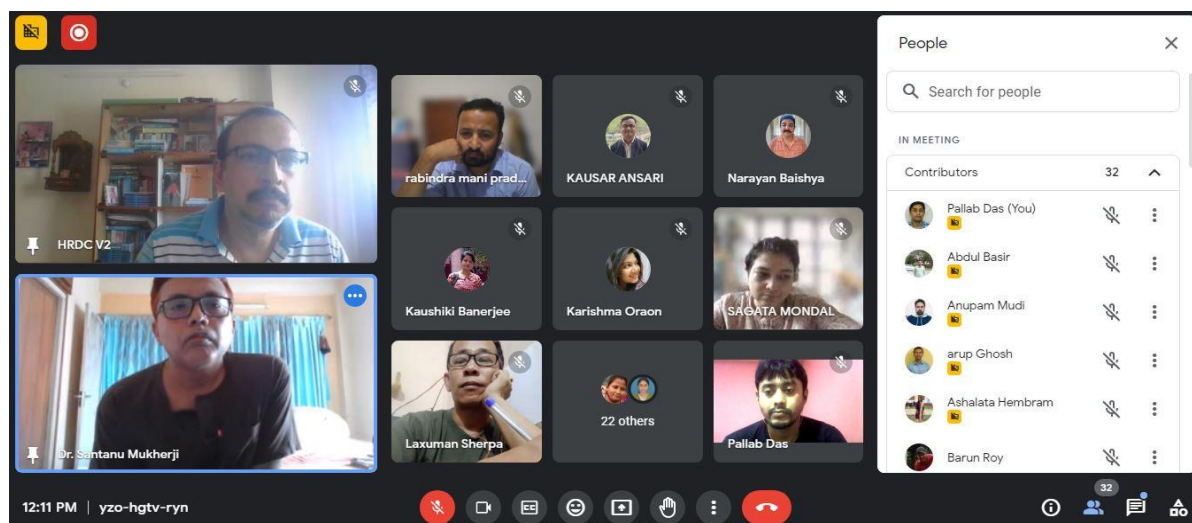 HRDC V2
Dr. Santanu Mukherji
rabindra mani prad...
KAUSAR ANSARI
Narayan Baishya
Kaushiki Banerjee
Karishma Oraon
SAGATA MONDAL
Laxuman Sherpa
22 others
Pallab Das
People
Search for people
IN MEETING
Contributors 32
Pallab Das (You)
Abdul Basir
Anupam Mudi
arup Ghosh
Ashalata Hembram
Barun Roy
12:11 PM | yzo-hgtv-ryn
CC
32